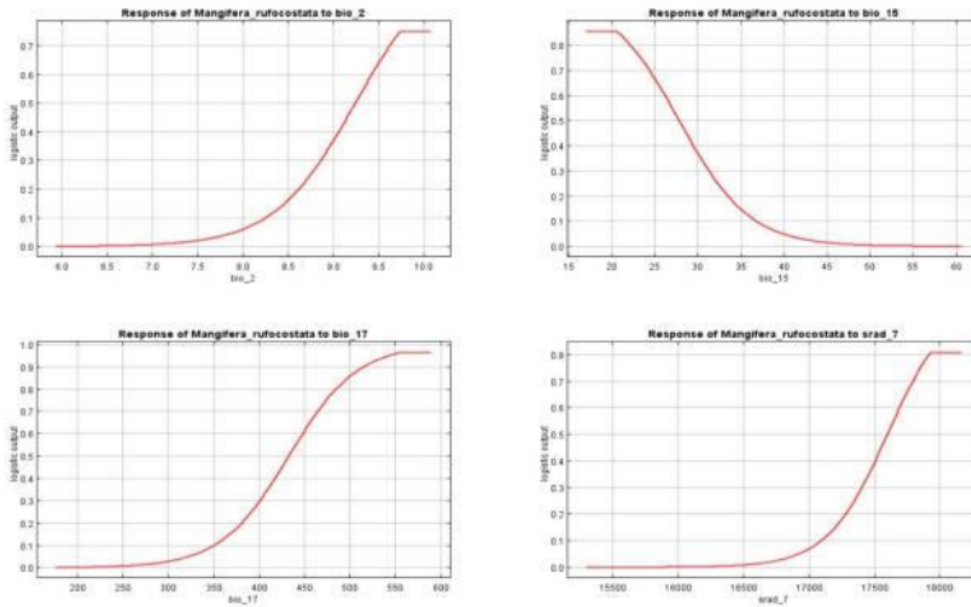 Response of Mangifera_rufocostata to bio_2
0.7
0.6
0.5
0.4
0.3
0.2
0.1
0.0
logistic output
6.0 6.5 7.0 7.5 8.0 8.5 9.0 9.5 10.0
bio_2
Response of Mangifera_rufocostata to bio_15
0.8
0.7
0.6
0.5
0.4
0.3
0.2
0.1
0.0
logistic output
15 20 25 30 35 40 45 50 55 60
bio_15
Response of Mangifera_rufocostata to bio_17
1.0
0.9
0.8
0.7
0.6
0.5
0.4
0.3
0.2
0.1
0.0
logistic output
200 250 300 350 400 450 500 550 600
bio_17
Response of Mangifera_rufocostata to srad_7
0.8
0.7
0.6
0.5
0.4
0.3
0.2
0.1
0.0
logistic output
15500 16000 16500 17000 17500 18000
srad_7